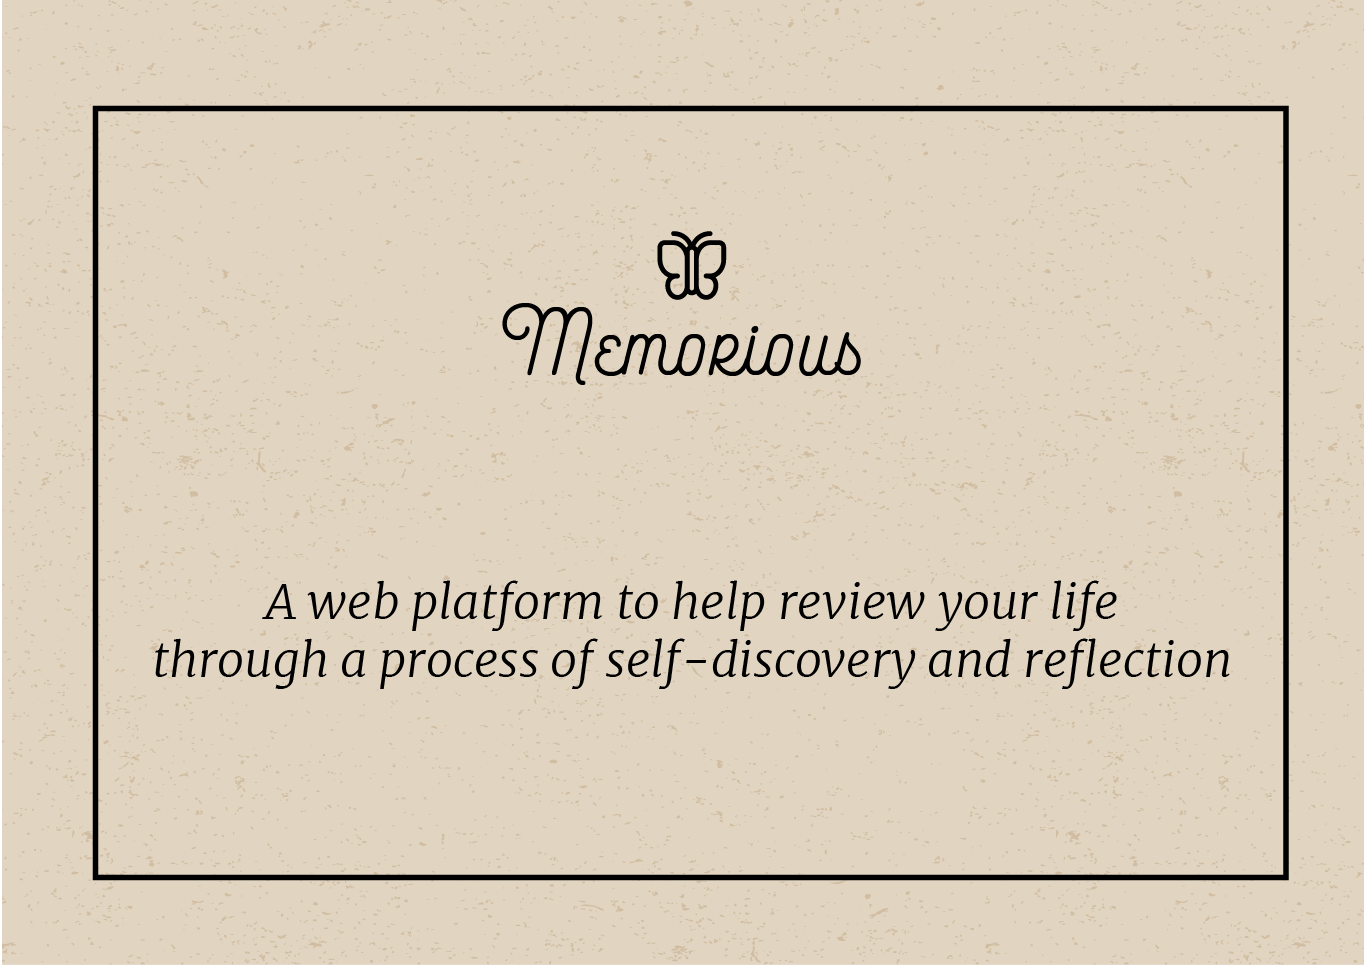 Memorious
A web platform to help review your life
through a process of self-discovery and reflection